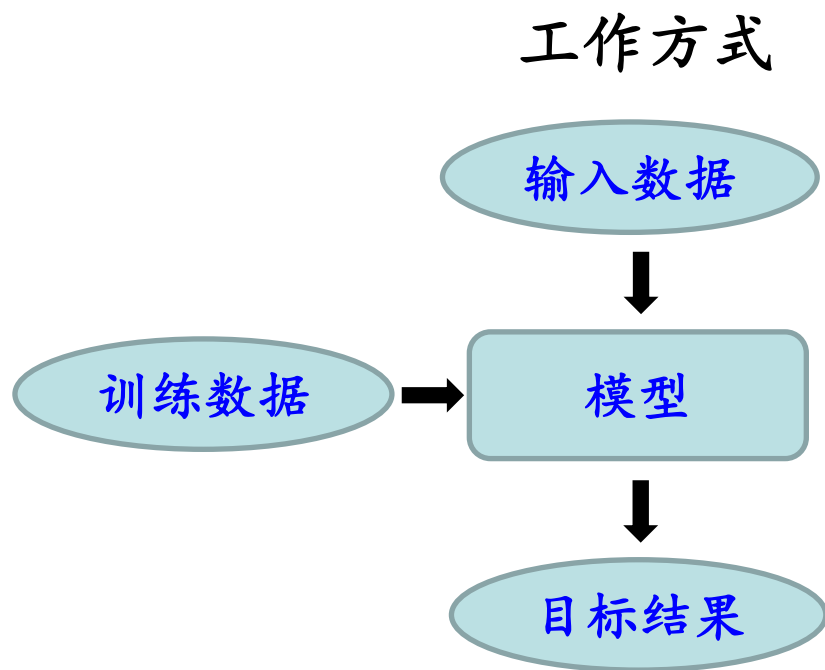 工作方式
输入数据
训练数据
模型
目标结果